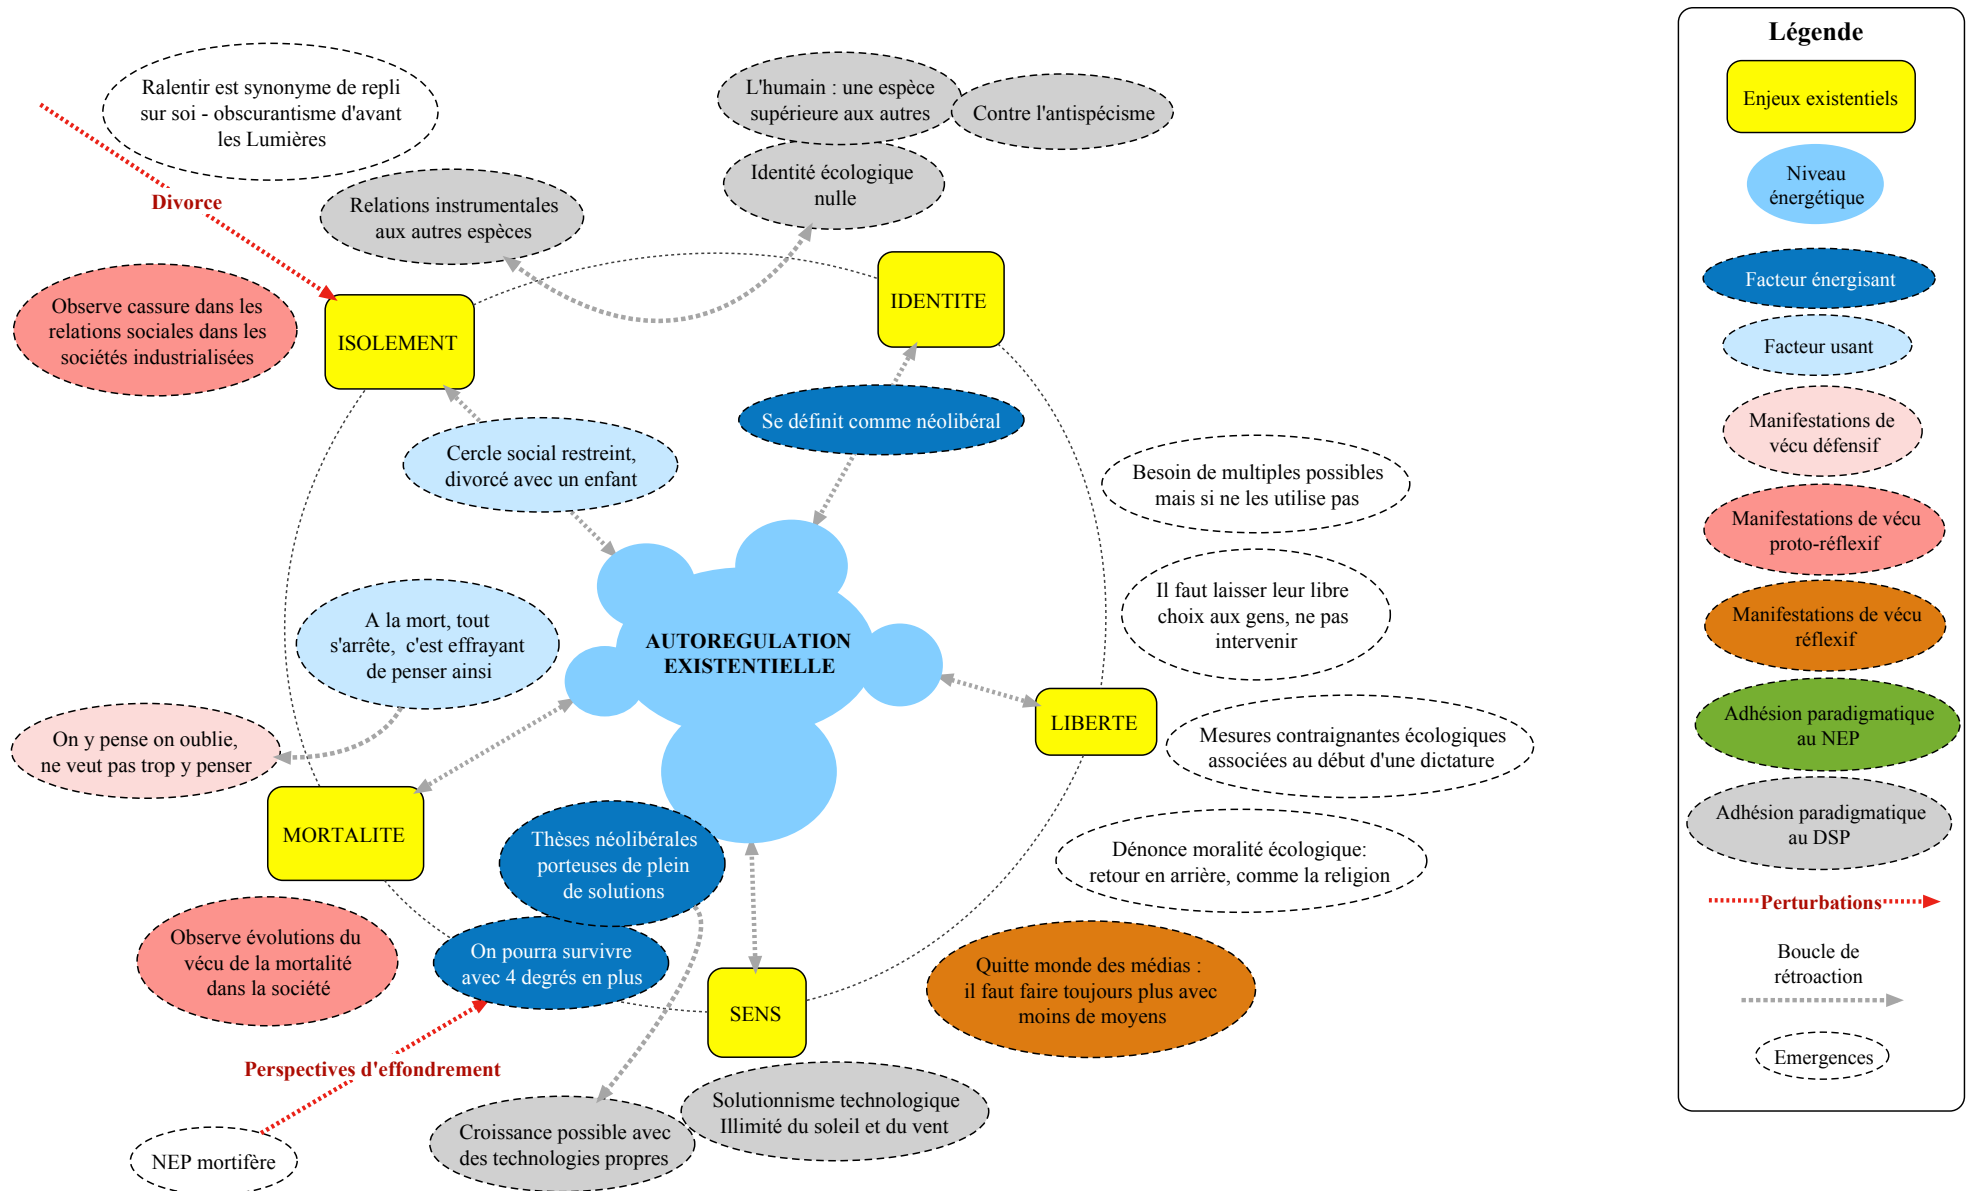 Ralentir est synonyme de repli
sur soi - obscurantisme d'avant
les Lumières
Divorce
L'humain : une espèce
supérieure aux autres
Contre l'antispécisme
Identité écologique
nulle
Relations instrumentales
aux autres espèces
Observe cassure dans les
relations sociales dans les
sociétés industrialisées
ISOLEMENT
IDENTITE
Se définit comme néolibéral
Cercle social restreint,
divorcé avec un enfant
Besoin de multiples possibles
mais si ne les utilise pas
Il faut laisser leur libre
choix aux gens, ne pas
intervenir
A la mort, tout
s'arrête,  c'est effrayant
de penser ainsi
AUTOREGULATION
EXISTENTIELLE
LIBERTE
On y pense on oublie,
ne veut pas trop y penser
Mesures contraignantes écologiques
associées au début d'une dictature
MORTALITE
Thèses néolibérales
porteuses de plein
de solutions
Dénonce moralité écologique:
retour en arrière, comme la religion
Observe évolutions du
vécu de la mortalité
dans la société
On pourra survivre
avec 4 degrés en plus
SENS
Quitte monde des médias :
il faut faire toujours plus avec
moins de moyens
Perspectives d'effondrement
NEP mortifère
Croissance possible avec
des technologies propres
Solutionnisme technologique
Illimité du soleil et du vent
Légende
Enjeux existentiels
Niveau
énergétique
Facteur énergisant
Facteur usant
Manifestations de
vécu défensif
Manifestations de vécu
proto-réflexif
Manifestations de vécu
réflexif
Adhésion paradigmatique
au NEP
Adhésion paradigmatique
au DSP
Perturbations
Boucle de
rétroaction
Emergences